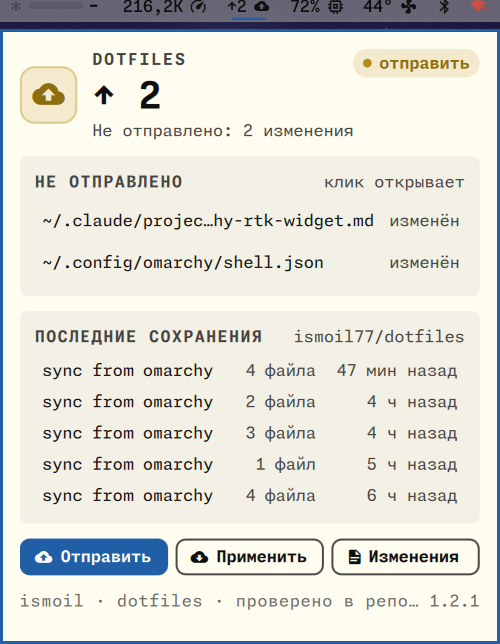 216,2K ↑2 72% 44°
DOTFILES
↑ 2
отправить
Не отправлено: 2 изменения
НЕ ОТПРАВЛЕНО клик открывает
~/.claude/projec…hy-rtk-widget.md изменён
~/.config/omarchy/shell.json изменён
ПОСЛЕДНИЕ СОХРАНЕНИЯ ismoil77/dotfiles
sync from omarchy 4 файла 47 мин назад
sync from omarchy 2 файла 4 ч назад
sync from omarchy 3 файла 4 ч назад
sync from omarchy 1 файл 5 ч назад
sync from omarchy 4 файла 6 ч назад
Отправить Применить Изменения
ismoil · dotfiles · проверено в репо… 1.2.1